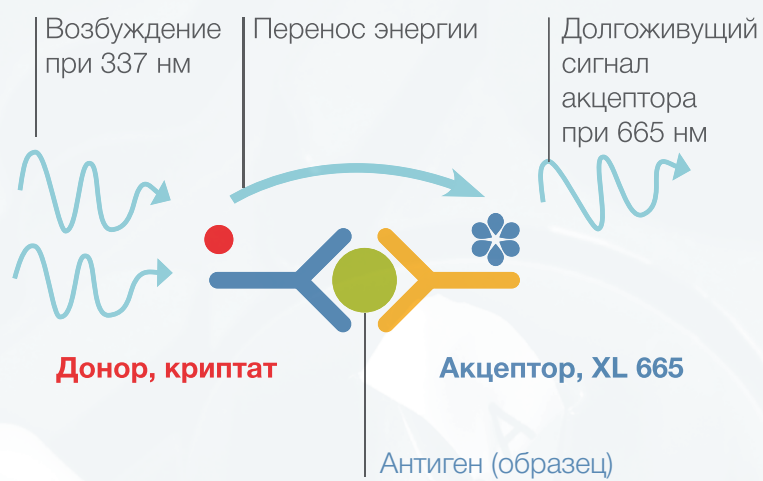 Возбуждение
при 337 нм
Перенос энергии
Долгоживущий
сигнал
акцептора
при 665 нм
Донор, криптат
Акцептор, XL 665
Антиген (образец)